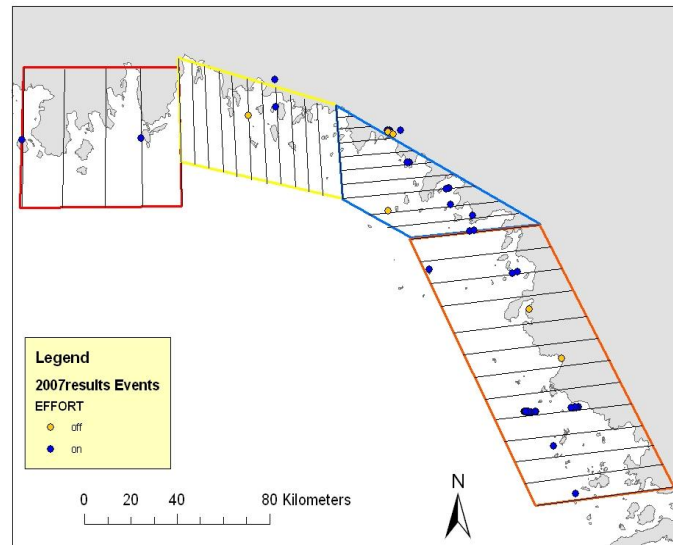 Legend
2007results Events
EFFORT
off
on
N
0 20 40 80 Kilometers